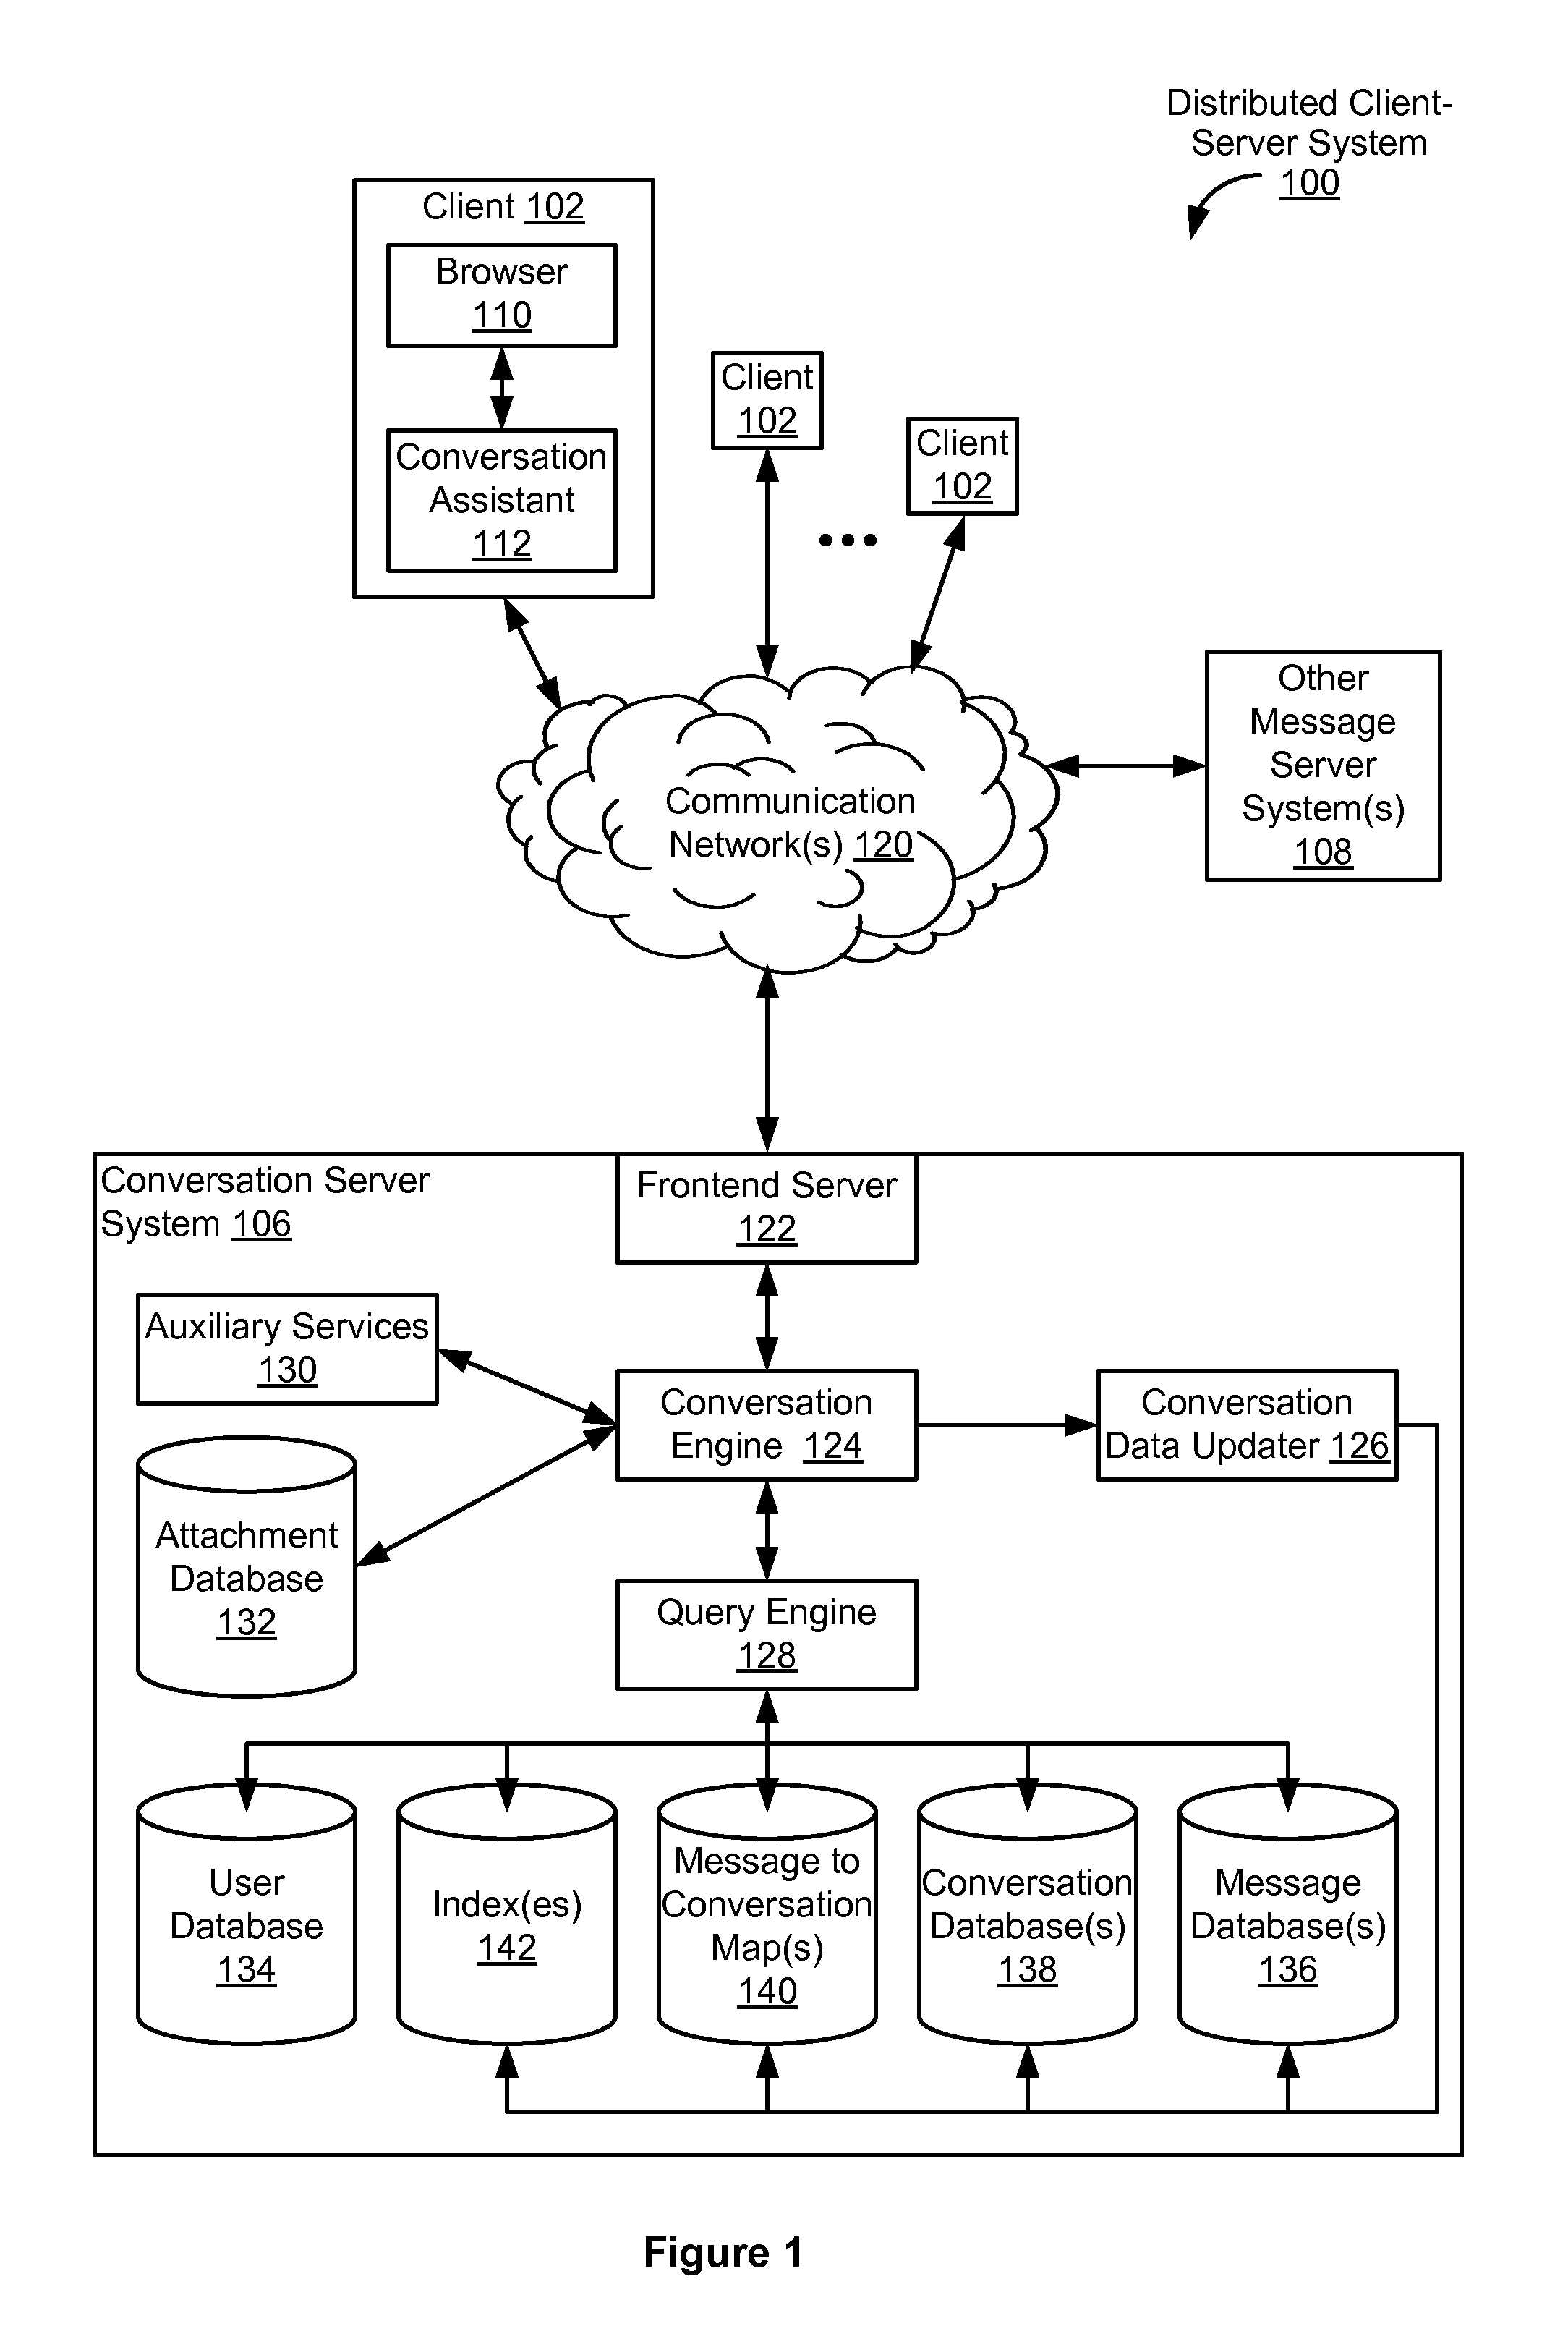 Distributed Client-
Server System
100
Client 102
Browser
110
Conversation
Assistant
112
Client
102
Client
102
Other
Message
Server
System(s)
108
Communication
Network(s) 120
Conversation Server
System 106
Frontend Server
122
Auxiliary Services
130
Conversation
Engine 124
Conversation
Data Updater 126
Attachment
Database
132
Query Engine
128
User
Database
134
Index(es)
142
Message to
Conversation
Map(s)
140
Conversation
Database(s)
138
Message
Database(s)
136
Figure 1